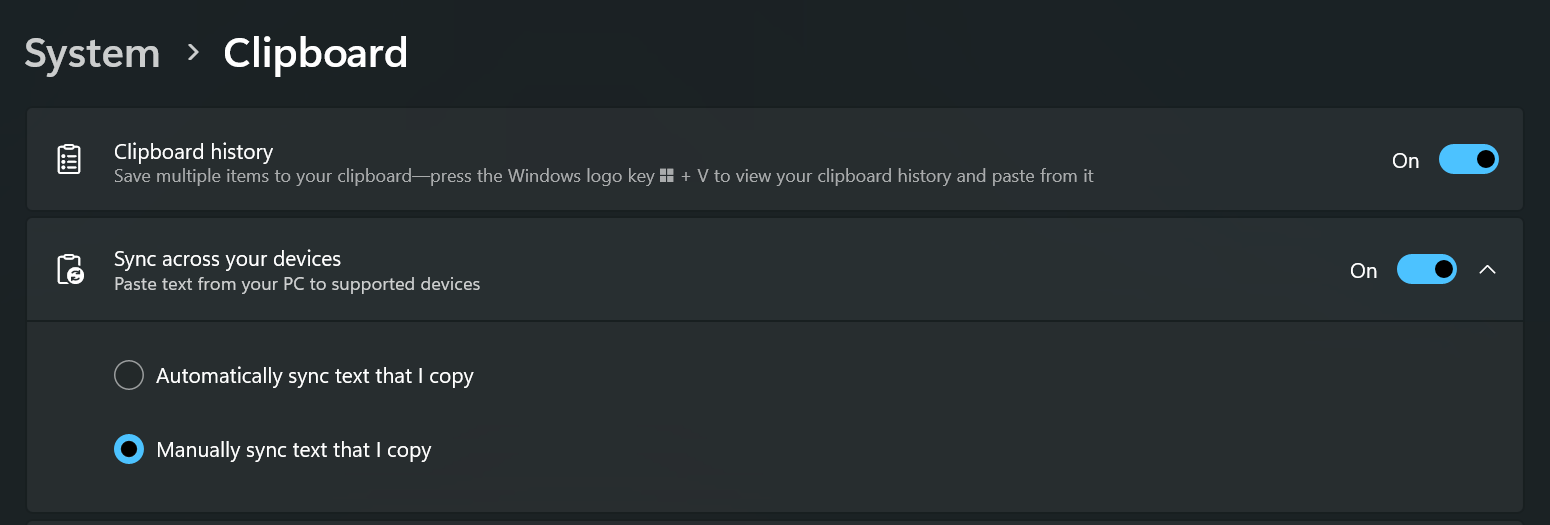 System > Clipboard
Clipboard history
Save multiple items to your clipboard—press the Windows logo key + V to view your clipboard history and paste from it
On
Sync across your devices
Paste text from your PC to supported devices
On
Automatically sync text that I copy
Manually sync text that I copy